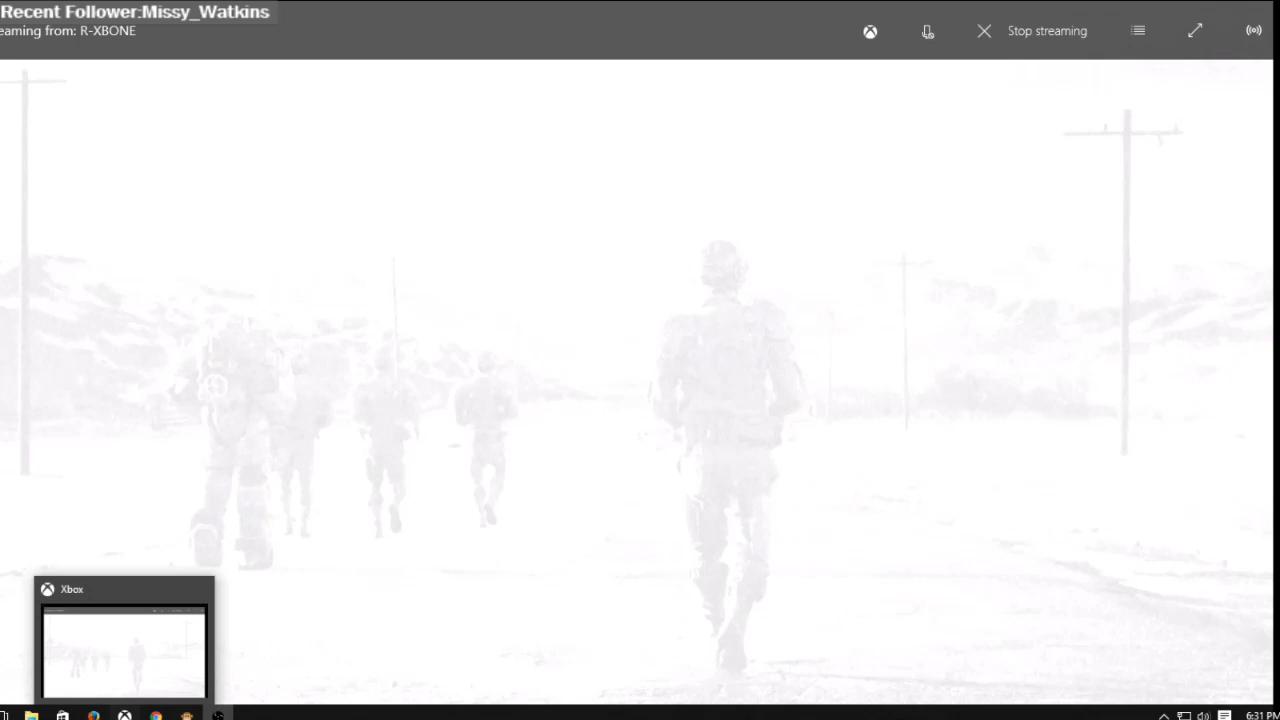 Recent Follower:Missy_Watkins
eaming from: R-XBONE
Stop streaming
Xbox
6:31 PM